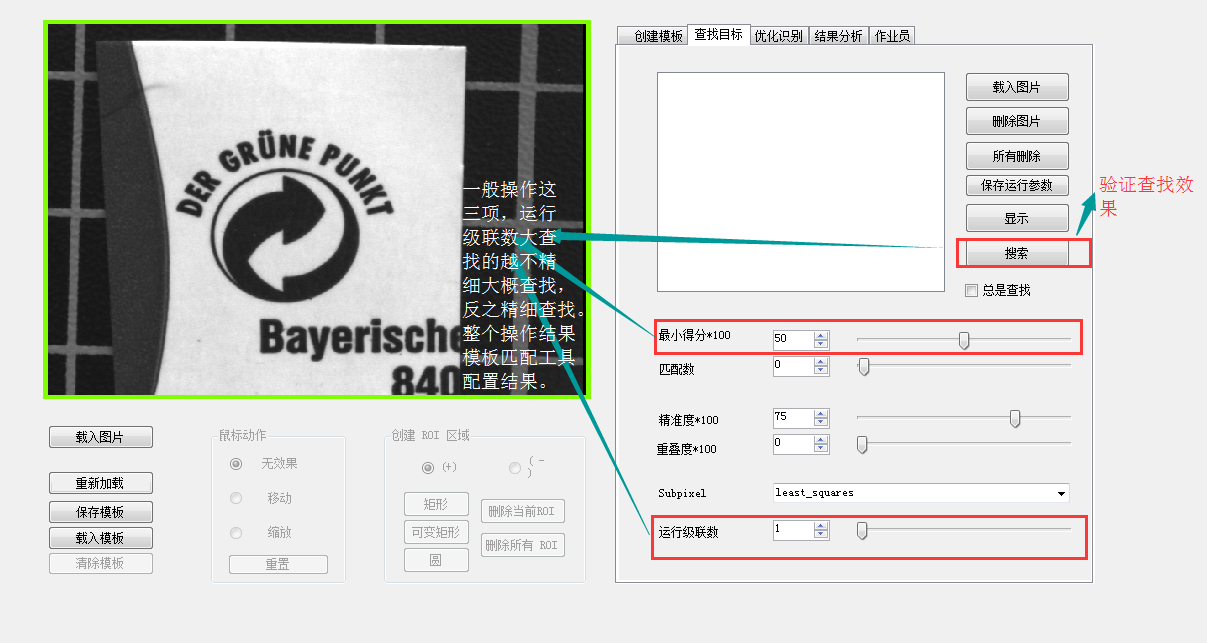 创建模板 查找目标 优化识别 结果分析 作业员
DER GRÜNE PUNKT
Bayerische
840
一般操作这
三项，运行
级联数大查
找的越不精
细大概查找，
反之精细查找。
整个操作结果
模板匹配工具
配置结果。
载入图片
删除图片
所有删除
保存运行参数
显示
搜索
总是查找
验证查找效
果
最小得分*100 50
匹配数 0
精准度*100 75
重叠度*100 0
Subpixel least_squares
运行级联数 1
载入图片
重新加载
保存模板
载入模板
清除模板
鼠标动作
无效果
移动
缩放
重置
创建 ROI 区域
(+) (-
)
矩形 删除当前ROI
可变矩形 删除所有 ROI
圆